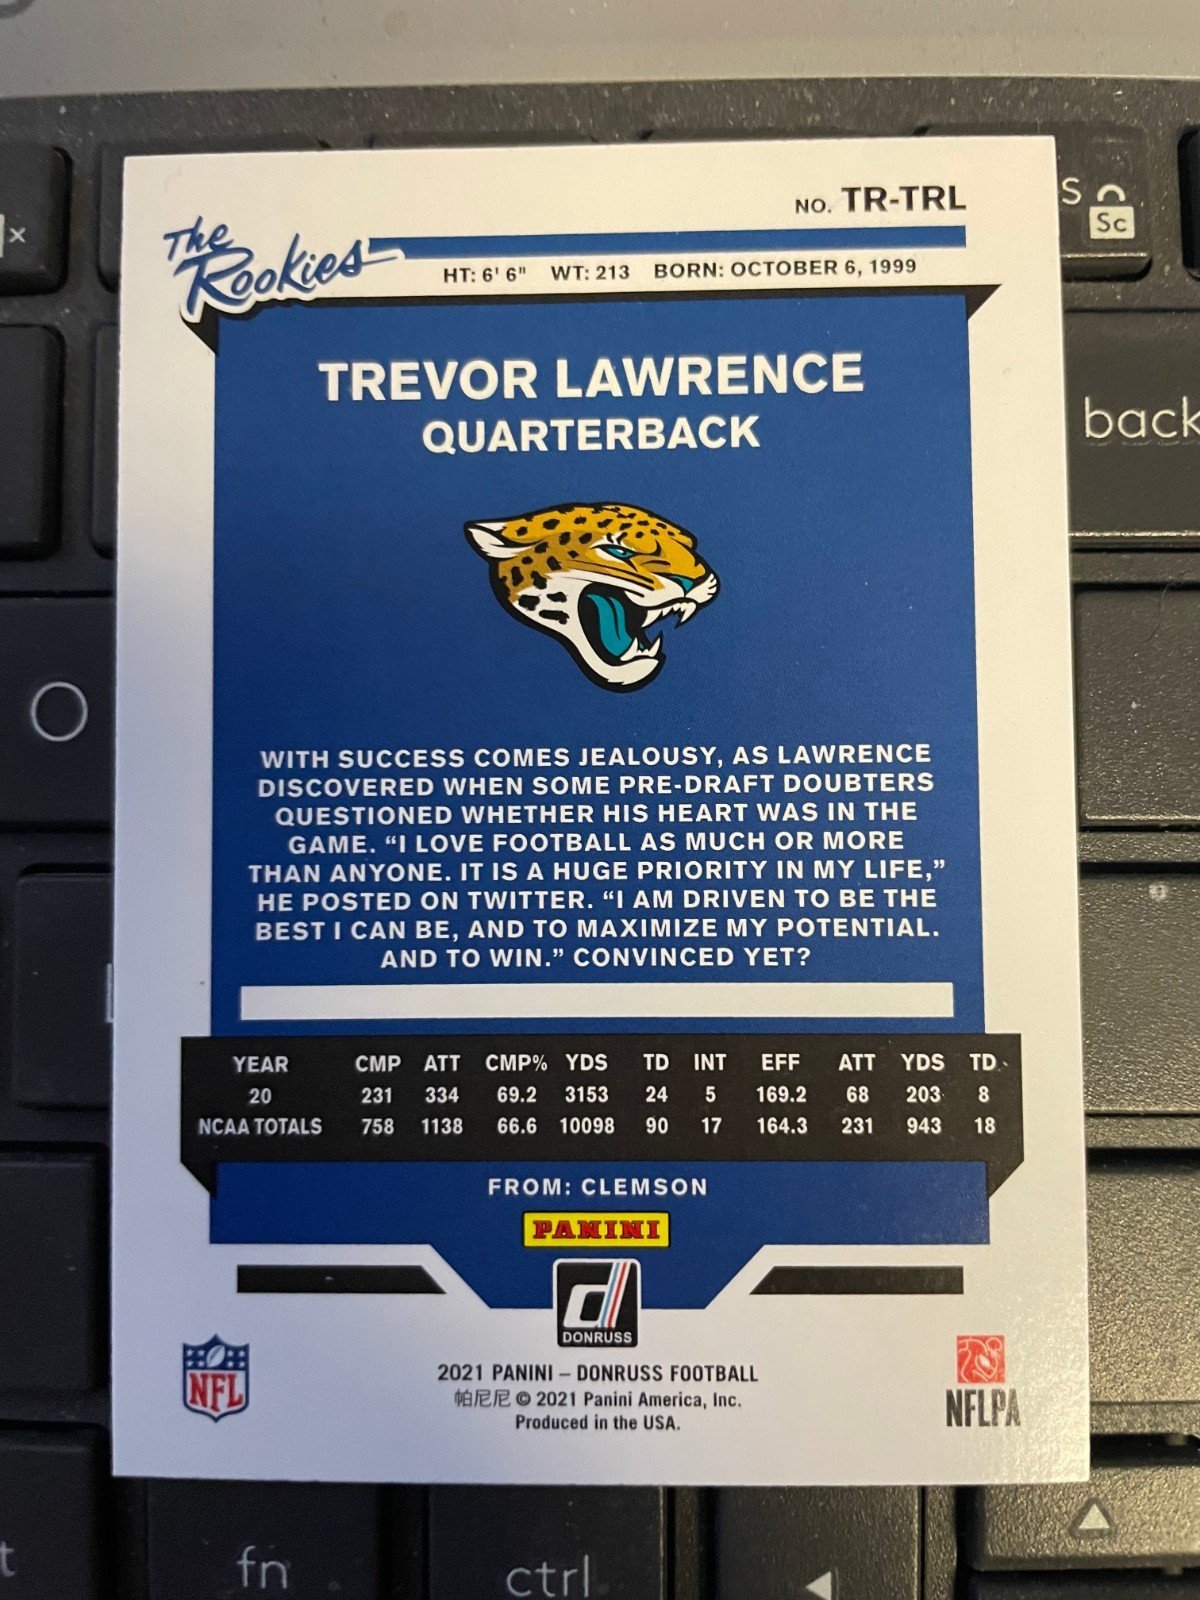 NO. TR-TRL
The
Rookies
HT: 6' 6" WT: 213 BORN: OCTOBER 6, 1999
TREVOR LAWRENCE
QUARTERBACK
WITH SUCCESS COMES JEALOUSY, AS LAWRENCE
DISCOVERED WHEN SOME PRE-DRAFT DOUBTERS
QUESTIONED WHETHER HIS HEART WAS IN THE
GAME. “I LOVE FOOTBALL AS MUCH OR MORE
THAN ANYONE. IT IS A HUGE PRIORITY IN MY LIFE,”
HE POSTED ON TWITTER. “I AM DRIVEN TO BE THE
BEST I CAN BE, AND TO MAXIMIZE MY POTENTIAL.
AND TO WIN.” CONVINCED YET?
YEAR CMP ATT CMP% YDS TD INT EFF ATT YDS TD
20 231 334 69.2 3153 24 5 169.2 68 203 8
NCAA TOTALS 758 1138 66.6 10098 90 17 164.3 231 943 18
FROM: CLEMSON
PANINI
d
DONRUSS
NFL
NFLPA
2021 PANINI – DONRUSS FOOTBALL
帕尼尼 © 2021 Panini America, Inc.
Produced in the USA.
S
Sc
back
fn
ctrl